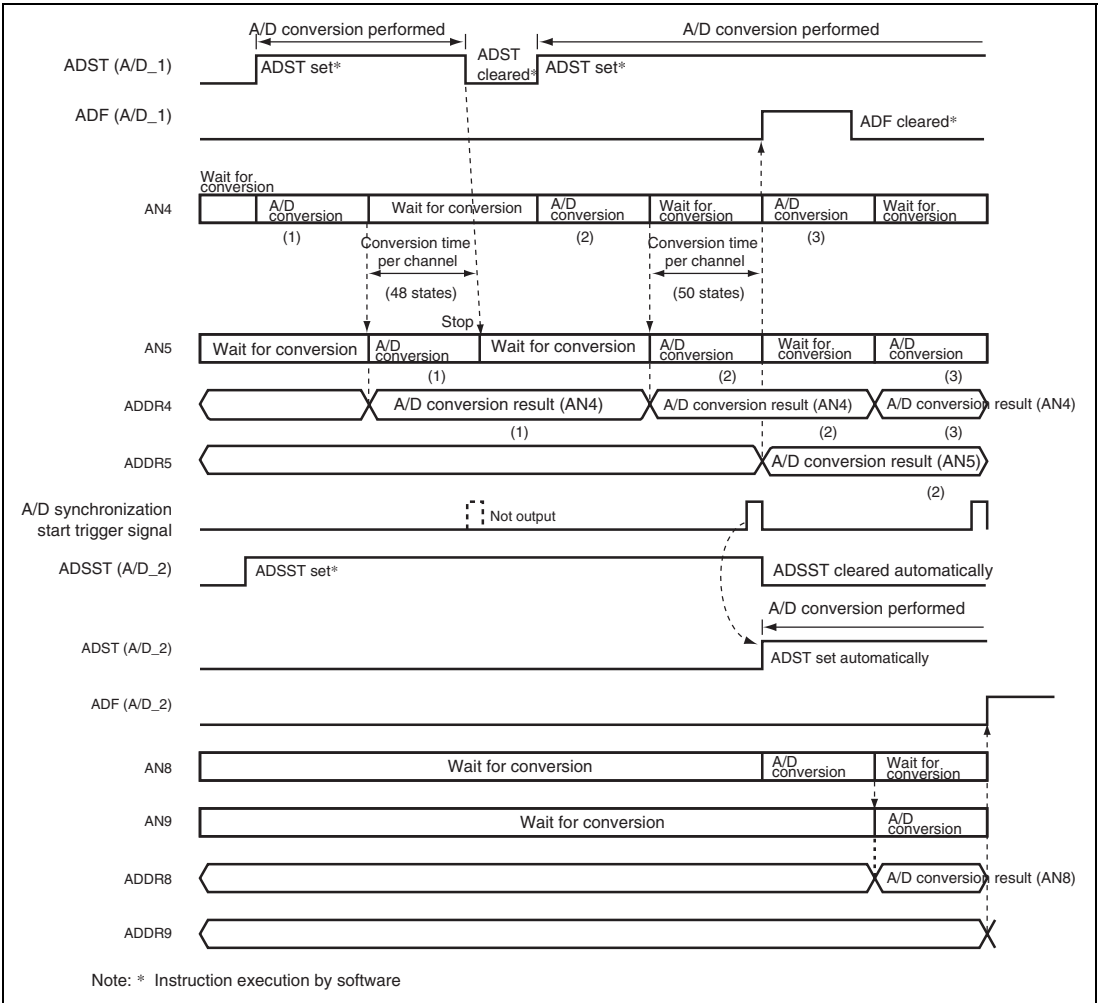 A/D conversion performed A/D conversion performed
ADST (A/D_1) ADST set* ADST cleared* ADST set*
ADF (A/D_1) ADF cleared*
Wait for conversion
AN4 A/D conversion Wait for conversion A/D conversion Wait for conversion A/D conversion Wait for conversion
(1) (2) (3)
Conversion time per channel Conversion time per channel
(48 states) (50 states)
Stop
AN5 Wait for conversion A/D conversion Wait for conversion A/D conversion Wait for conversion A/D conversion
(1) (2) (3)
ADDR4 A/D conversion result (AN4) A/D conversion result (AN4) A/D conversion result (AN4)
(1) (2) (3)
ADDR5 A/D conversion result (AN5)
(2)
A/D synchronization
start trigger signal Not output
ADSST (A/D_2) ADSST set* ADSST cleared automatically
A/D conversion performed
ADST (A/D_2) ADST set automatically
ADF (A/D_2)
AN8 Wait for conversion A/D conversion Wait for conversion
AN9 Wait for conversion A/D conversion
ADDR8 A/D conversion result (AN8)
ADDR9
Note: * Instruction execution by software